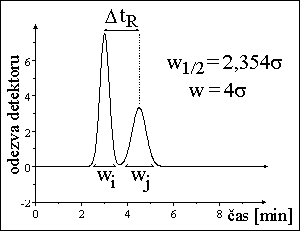 Δ tR
w1/2 = 2,354σ
w = 4σ
odezva detektoru
6
4
2
0
-2
wi
wj
0
2
4
6
8
čas [min]